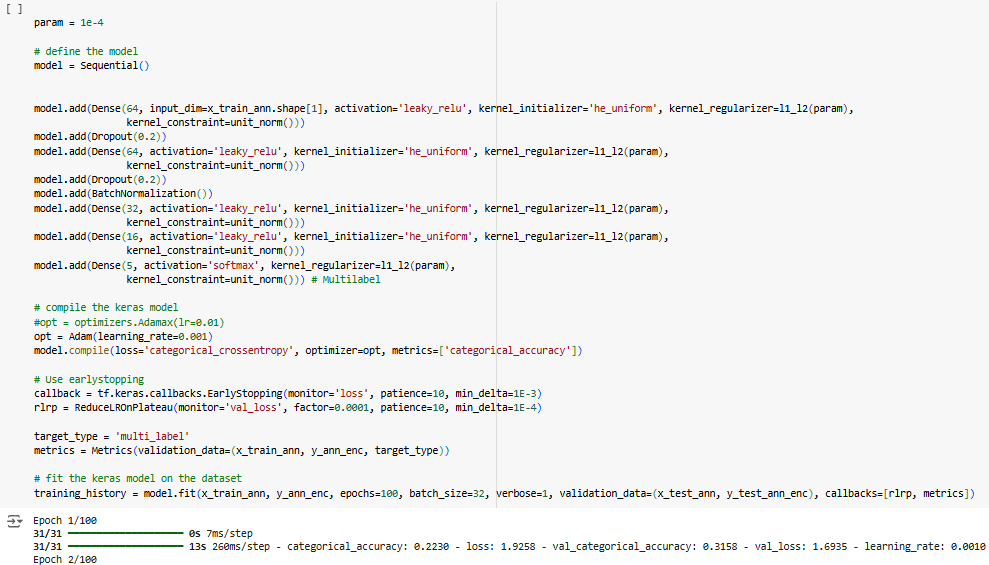 [ ]
param = 1e-4
# define the model
model = Sequential()
model.add(Dense(64, input_dim=x_train_ann.shape[1], activation='leaky_relu', kernel_initializer='he_uniform', kernel_regularizer=l1_l2(param),
kernel_constraint=unit_norm()))
model.add(Dropout(0.2))
model.add(Dense(64, activation='leaky_relu', kernel_initializer='he_uniform', kernel_regularizer=l1_l2(param),
kernel_constraint=unit_norm()))
model.add(Dropout(0.2))
model.add(BatchNormalization())
model.add(Dense(32, activation='leaky_relu', kernel_initializer='he_uniform', kernel_regularizer=l1_l2(param),
kernel_constraint=unit_norm()))
model.add(Dense(16, activation='leaky_relu', kernel_initializer='he_uniform', kernel_regularizer=l1_l2(param),
kernel_constraint=unit_norm()))
model.add(Dense(5, activation='softmax', kernel_regularizer=l1_l2(param),
kernel_constraint=unit_norm())) # Multilabel
# compile the keras model
#opt = optimizers.Adamax(lr=0.01)
opt = Adam(learning_rate=0.001)
model.compile(loss='categorical_crossentropy', optimizer=opt, metrics=['categorical_accuracy'])
# Use earlystopping
callback = tf.keras.callbacks.EarlyStopping(monitor='loss', patience=10, min_delta=1E-3)
rlrp = ReduceLROnPlateau(monitor='val_loss', factor=0.0001, patience=10, min_delta=1E-4)
target_type = 'multi_label'
metrics = Metrics(validation_data=(x_train_ann, y_ann_enc, target_type))
# fit the keras model on the dataset
training_history = model.fit(x_train_ann, y_ann_enc, epochs=100, batch_size=32, verbose=1, validation_data=(x_test_ann, y_test_ann_enc), callbacks=[rlrp, metrics])
Epoch 1/100
31/31 0s 7ms/step
31/31 13s 260ms/step - categorical_accuracy: 0.2230 - loss: 1.9258 - val_categorical_accuracy: 0.3158 - val_loss: 1.6935 - learning_rate: 0.0010
Epoch 2/100